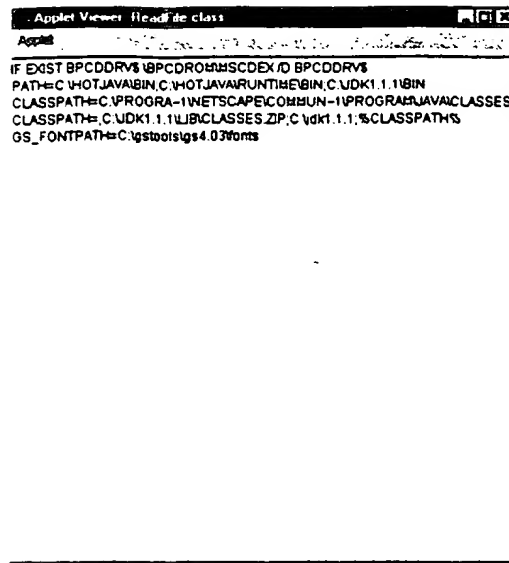 Applet Viewer: ReadFile class
Applet
IF EXIST BPCDDRV$ \BPCDROM\MSCDEX /D BPCDDRV$
PATH=C:\HOTJAVA\BIN;C:\HOTJAVA\RUNTIME\BIN;C:\JDK1.1.1\BIN
CLASSPATH=C:\PROGRA~1\NETSCAPE\COMMUN~1\PROGRAM\JAVA\CLASSES
CLASSPATH=;C:\JDK1.1.1\LIB\CLASSES.ZIP;C:\jdk1.1.1;%CLASSPATH%
GS_FONTPATH=C:\gstools\gs4.03\fonts